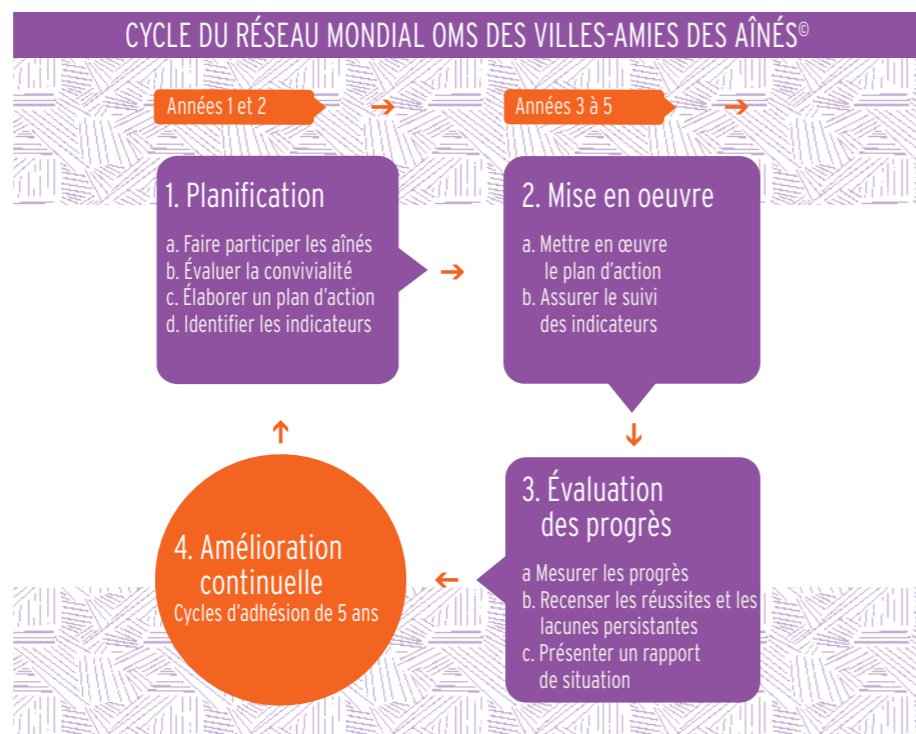 CYCLE DU RÉSEAU MONDIAL OMS DES VILLES-AMIES DES AÎNÉS©
Années 1 et 2
Années 3 à 5
1. Planification
a. Faire participer les aînés
b. Évaluer la convivialité
c. Élaborer un plan d'action
d. Identifier les indicateurs
2. Mise en oeuvre
a. Mettre en œuvre
le plan d'action
b. Assurer le suivi
des indicateurs
3. Évaluation
des progrès
a Mesurer les progrès
b. Recenser les réussites et les
lacunes persistantes
c. Présenter un rapport
de situation
4. Amélioration
continuelle
Cycles d'adhésion de 5 ans